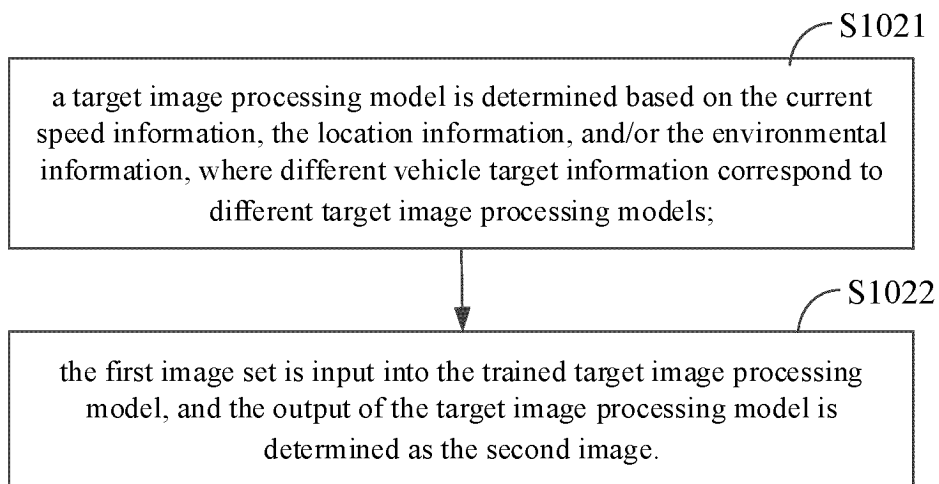 S1021
a target image processing model is determined based on the current
speed information, the location information, and/or the environmental
information, where different vehicle target information correspond to
different target image processing models;
S1022
the first image set is input into the trained target image processing
model, and the output of the target image processing model is
determined as the second image.